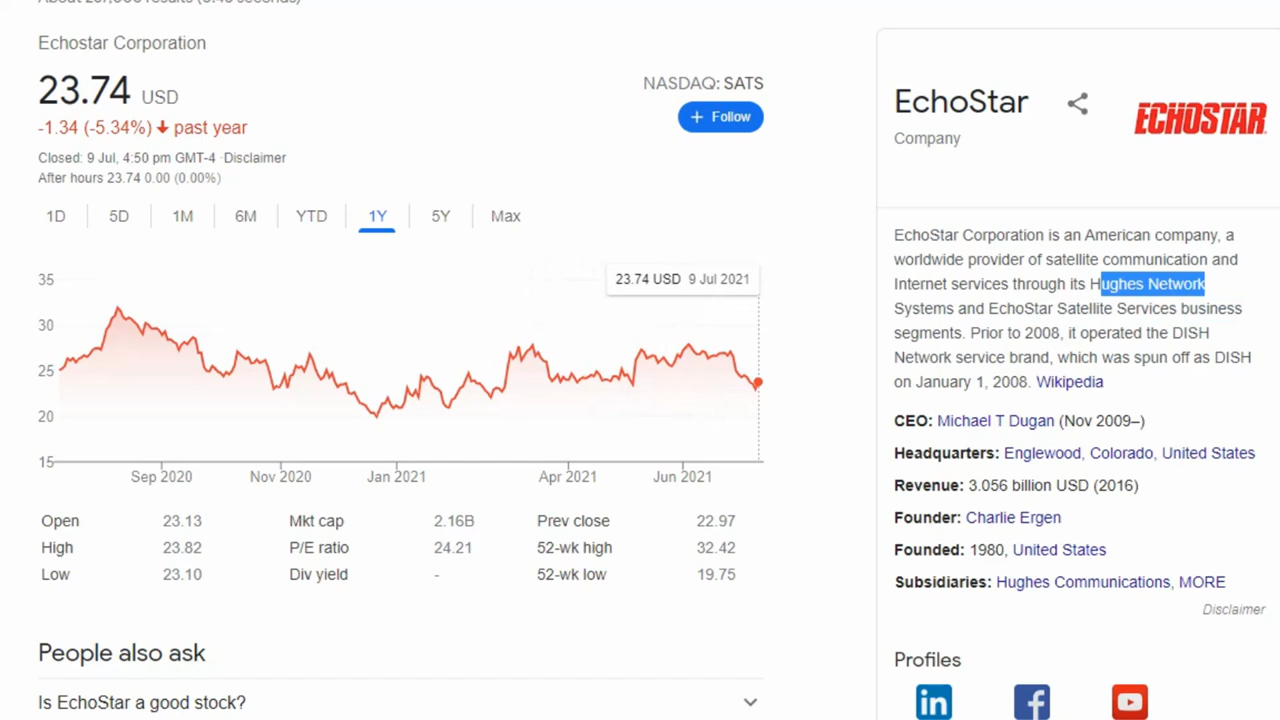 Echostar Corporation
23.74 USD
NASDAQ: SATS
-1.34 (-5.34%) past year
+ Follow
Closed: 9 Jul, 4:50 pm GMT-4 · Disclaimer
After hours 23.74 0.00 (0.00%)
1D 5D 1M 6M YTD 1Y 5Y Max
23.74 USD 9 Jul 2021
35
30
25
20
15
Sep 2020 Nov 2020 Jan 2021 Apr 2021 Jun 2021
Open 23.13 Mkt cap 2.16B Prev close 22.97
High 23.82 P/E ratio 24.21 52-wk high 32.42
Low 23.10 Div yield - 52-wk low 19.75
People also ask
Is EchoStar a good stock?
EchoStar
ECHOSTAR
Company
EchoStar Corporation is an American company, a
worldwide provider of satellite communication and
Internet services through its Hughes Network
Systems and EchoStar Satellite Services business
segments. Prior to 2008, it operated the DISH
Network service brand, which was spun off as DISH
on January 1, 2008. Wikipedia
CEO: Michael T Dugan (Nov 2009–)
Headquarters: Englewood, Colorado, United States
Revenue: 3.056 billion USD (2016)
Founder: Charlie Ergen
Founded: 1980, United States
Subsidiaries: Hughes Communications, MORE
Disclaimer
Profiles
in f